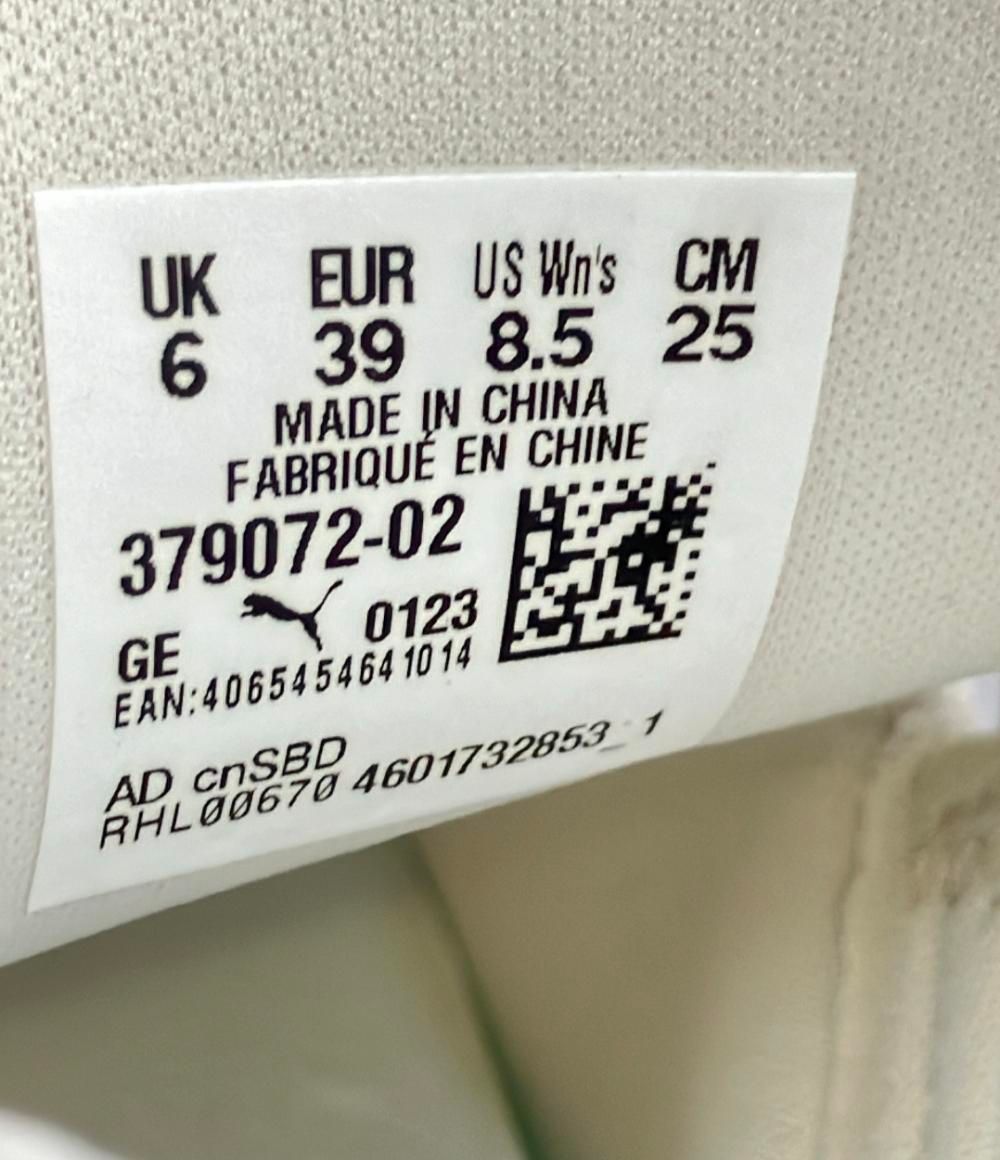 UK EUR US Wn's CM
6 39 8.5 25
MADE IN CHINA
FABRIQUÉ EN CHINE
379072-02
GE 0123
EAN:4065454641014
AD cnSBD
RHL00670 4601732853_1